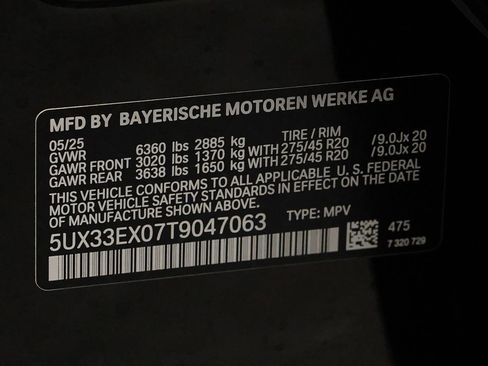 MFD BY BAYERISCHE MOTOREN WERKE AG
05/25 TIRE / RIM
GVWR 6360 lbs 2885 kg
GAWR FRONT 3020 lbs 1370 kg WITH 275/45 R20 / 9.0Jx 20
GAWR REAR 3638 lbs 1650 kg WITH 275/45 R20 / 9.0Jx 20
THIS VEHICLE CONFORMS TO ALL APPLICABLE U. S. FEDERAL
MOTOR VEHICLE SAFETY STANDARDS IN EFFECT ON THE DATE
OF MANUFACTURE SHOWN ABOVE.
5UX33EX07T9047063 TYPE: MPV
475
7 320 729